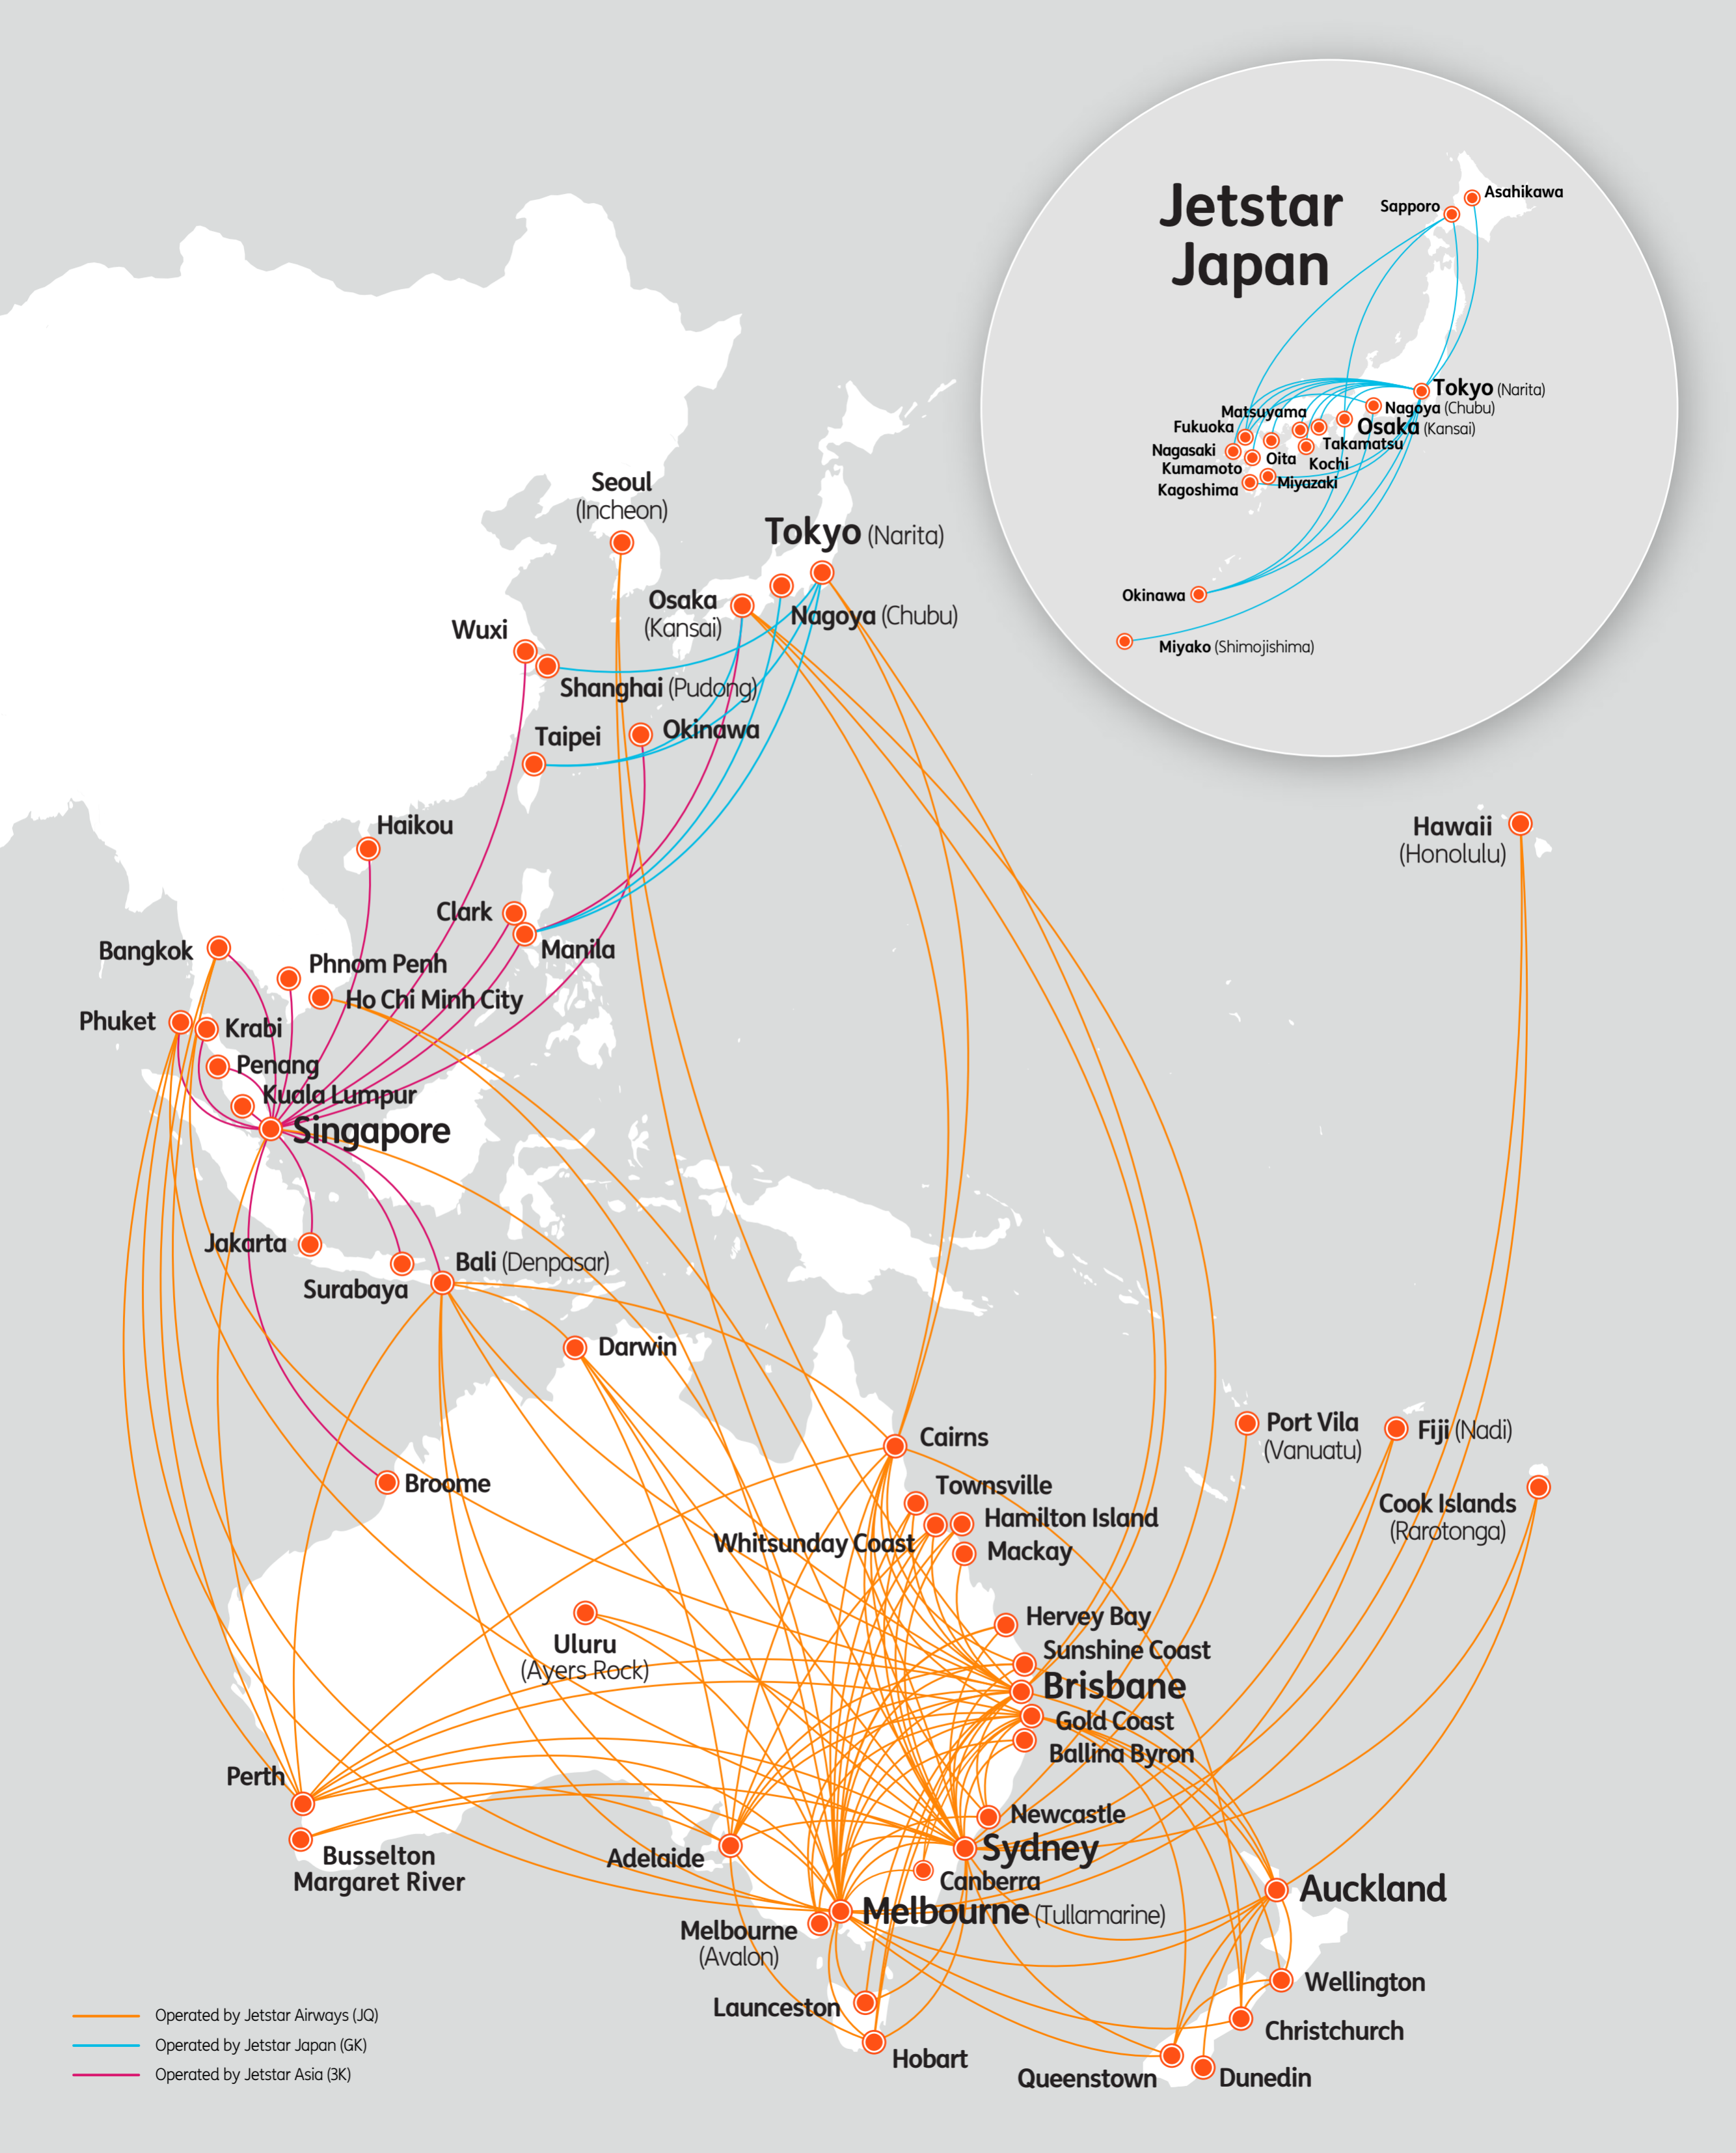 Jetstar
Japan
Asahikawa
Sapporo
Tokyo (Narita)
Nagoya (Chubu)
Matsuyama
Osaka (Kansai)
Fukuoka
Takamatsu
Nagasaki
Oita
Kochi
Kumamoto
Miyazaki
Kagoshima
Okinawa
Miyako (Shimojishima)
Seoul
(Incheon)
Tokyo (Narita)
Osaka
(Kansai)
Nagoya (Chubu)
Wuxi
Shanghai (Pudong)
Okinawa
Taipei
Haikou
Hawaii
(Honolulu)
Clark
Manila
Bangkok
Phnom Penh
Ho Chi Minh City
Phuket
Krabi
Penang
Kuala Lumpur
Singapore
Jakarta
Bali (Denpasar)
Surabaya
Darwin
Port Vila
(Vanuatu)
Fiji (Nadi)
Cairns
Broome
Townsville
Cook Islands
(Rarotonga)
Hamilton Island
Whitsunday Coast
Mackay
Hervey Bay
Uluru
(Ayers Rock)
Sunshine Coast
Brisbane
Gold Coast
Ballina Byron
Perth
Newcastle
Sydney
Busselton
Margaret River
Adelaide
Canberra
Auckland
Melbourne (Tullamarine)
Melbourne
(Avalon)
Wellington
Launceston
Christchurch
Hobart
Queenstown
Dunedin
Operated by Jetstar Airways (JQ)
Operated by Jetstar Japan (GK)
Operated by Jetstar Asia (3K)